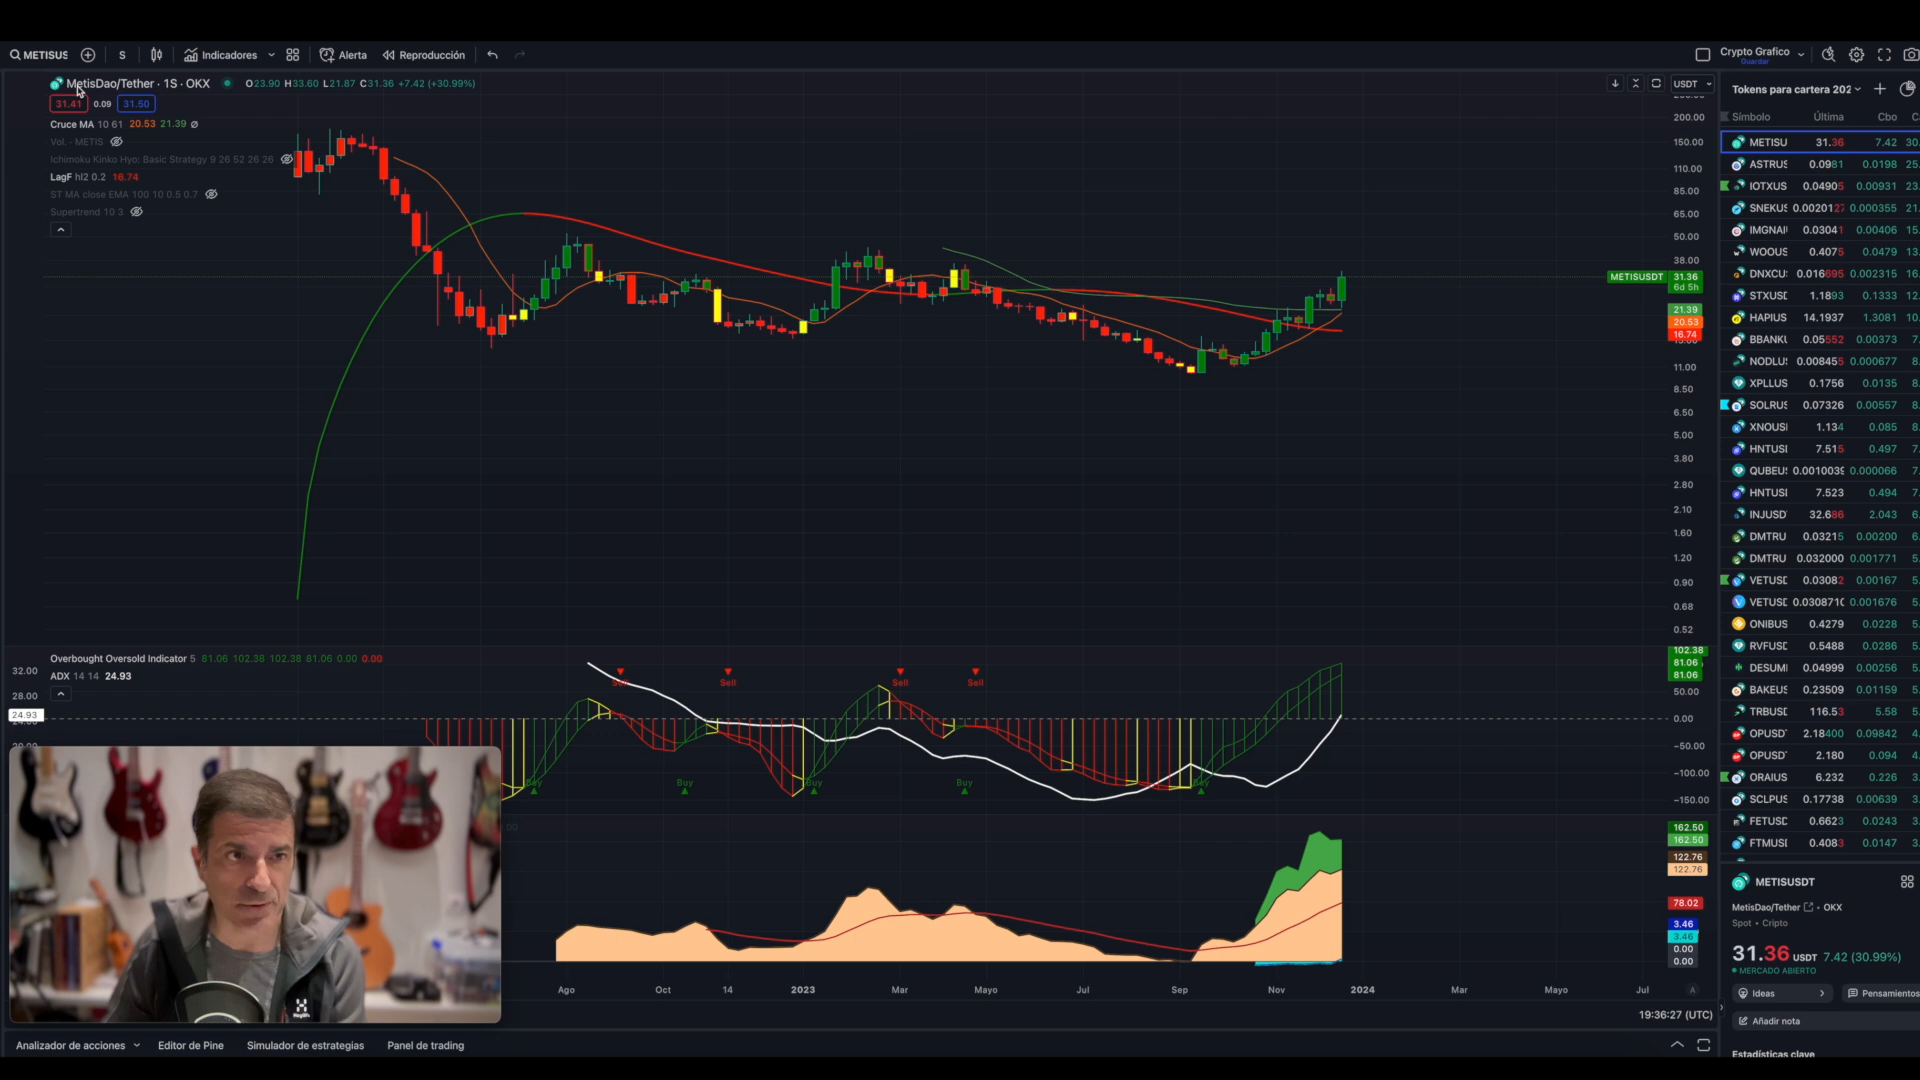 METISUS S Indicadores Alerta Reproducción Crypto Grafico
Guardar
MetisDao/Tether · 1S · OKX O23.90 H33.60 L21.87 C31.36 +7.42 (+30.99%)
31.41 0.09 31.50
Cruce MA 10 61 20.53 21.39 ∅
Vol. · METIS
Ichimoku Kinko Hyo: Basic Strategy 9 26 52 26 26
LagF hl2 0.2 16.74
ST MA close EMA 100 10 0.5 0.7
Supertrend 10 3
USDT
200.00
150.00
110.00
85.00
65.00
50.00
38.00
METISUSDT 31.36
6d 5h
21.39
20.53
16.74
11.00
8.50
6.50
5.00
3.80
2.80
2.10
1.60
1.20
0.90
0.68
0.52
Overbought Oversold Indicator 5 81.06 102.38 102.38 81.06 0.00 0.00
ADX 14 14 24.93
32.00
28.00
24.93
Sell
Sell
Sell
Sell
Buy
Buy
Buy
Buy
Buy
102.38
81.06
81.06
50.00
0.00
−50.00
−100.00
−150.00
162.50
162.50
122.76
122.76
78.02
3.46
3.46
0.00
0.00
Ago Oct 14 2023 Mar Mayo Jul Sep Nov 2024 Mar Mayo Jul A
19:36:27 (UTC)
Analizador de acciones Editor de Pine Simulador de estrategias Panel de trading
Tokens para cartera 202
Símbolo Última Cbo
METISU 31.36 7.42 30.
ASTRUS 0.0981 0.0198 25.
IOTXUS 0.04905 0.00931 23.
SNEKUS 0.0020127 0.000355 21.
IMGNAI 0.03041 0.00406 15.
WOOUS 0.4075 0.0479 13.
DNXCU 0.016695 0.002315 16.
STXUSD 1.1893 0.1333 12.
HAPIUS 14.1937 1.3081 10.
BBANKU 0.05552 0.00373 7.
NODLUS 0.008455 0.000677 8.
XPLLUS 0.1756 0.0135 8.
SOLRUS 0.07326 0.00557 8.
XNOUSI 1.134 0.085 8.
HNTUSI 7.515 0.497 7.
QUBEU 0.0010039 0.000066 7.
HNTUSI 7.523 0.494 7.
INJUSD 32.686 2.043 6.
DMTRU 0.03215 0.00200 6.
DMTRU 0.032000 0.001771 5.
VETUSD 0.03082 0.00167 5.
VETUSD 0.0308710 0.001676 5.
ONIBUS 0.4279 0.0228 5.
RVFUSD 0.5488 0.0286 5.
DESUMI 0.04999 0.00256 5.
BAKEUS 0.23509 0.01159 5.
TRBUSD 116.53 5.58 5.
OPUSD 2.18400 0.09842 4.
OPUSD 2.180 0.094 4.
ORAIUS 6.232 0.226 3.
SCLPUS 0.17738 0.00639 3.
FETUSD 0.6623 0.0243 3.
FTMUSI 0.4083 0.0147 3.
METISUSDT
MetisDao/Tether • OKX
Spot • Cripto
31.36 USDT 7.42 (30.99%)
MERCADO ABIERTO
Ideas Pensamientos
Añadir nota
Estadísticas clave